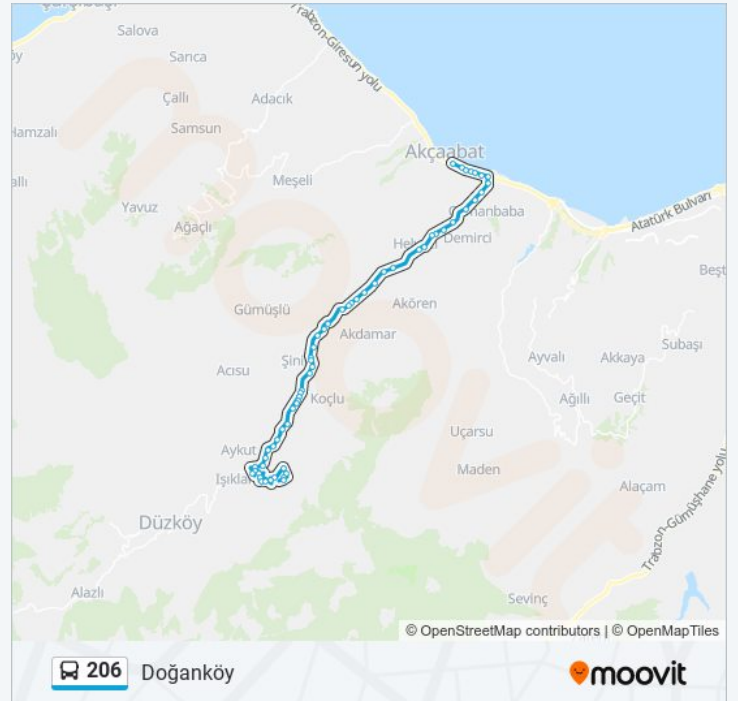 Salova
Trabzon-Giresun yolu
Sarıca
Çallı
Adacık
Hamzalı
Samsun
Akçaabat
Meşeli
Yavuz
Ağaçlı
Osmanbaba
Atatürk Bulvarı
Demirci
Beşt
Gümüşlü
Akören
Akdamar
Subaşı
Acısu
Şini
Ayvalı
Akkaya
Koçlu
Ağıllı
Geçit
Uçarsu
Aykut
Maden
Işıklar
Alaçam
Düzköy
Trabzon-Gümüşhane yolu
Alazlı
Sevinç
© OpenStreetMap contributors | © OpenMapTiles
206 Doğanköy
moovit